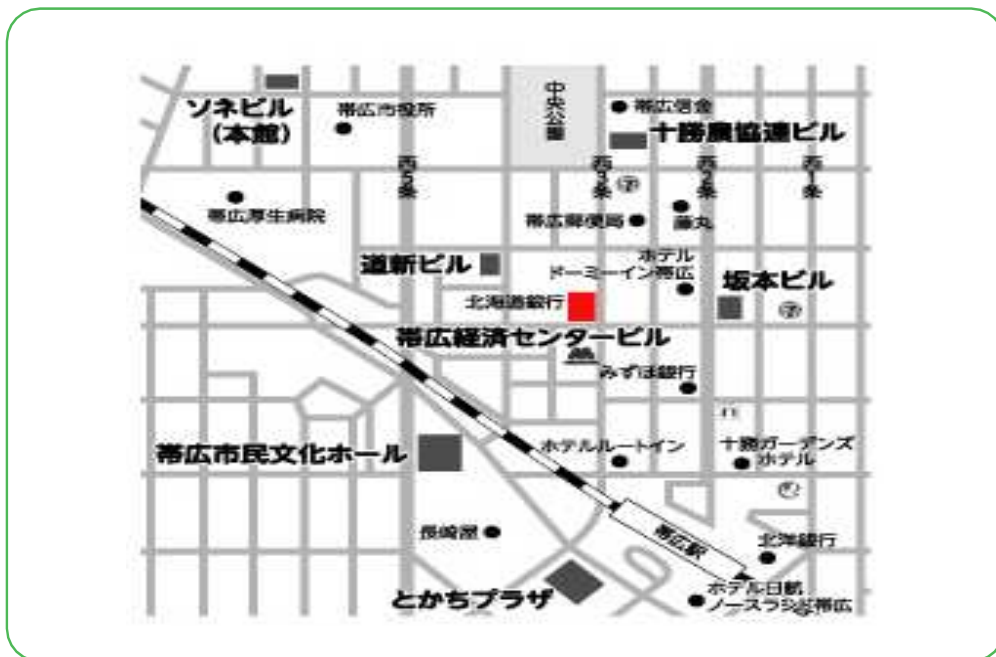 中央公園
帯広信金
ソネビル
(本館)
帯広市役所
十勝農協連ビル
西5条
西3条
西2条
西1条
帯広厚生病院
帯広郵便局
藤丸
道新ビル
ホテル
ドーミーイン帯広
坂本ビル
北海道銀行
帯広経済センタービル
みずほ銀行
帯広市民文化ホール
ホテルルートイン
十勝ガーデンズ
ホテル
長崎屋
帯広駅
北洋銀行
とかちプラザ
ホテル日航
ノースランド帯広